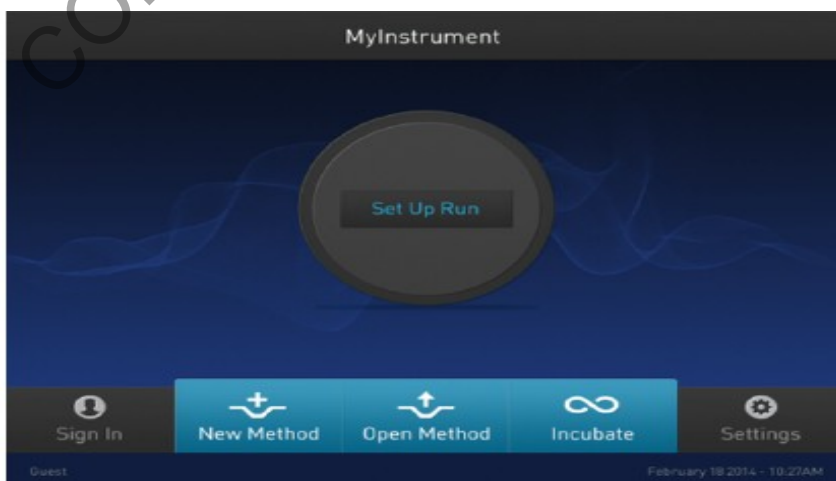 MyInstrument
Set Up Run
Sign In
New Method
Open Method
Incubate
Settings
Guest
February 18 2014 - 10:27AM